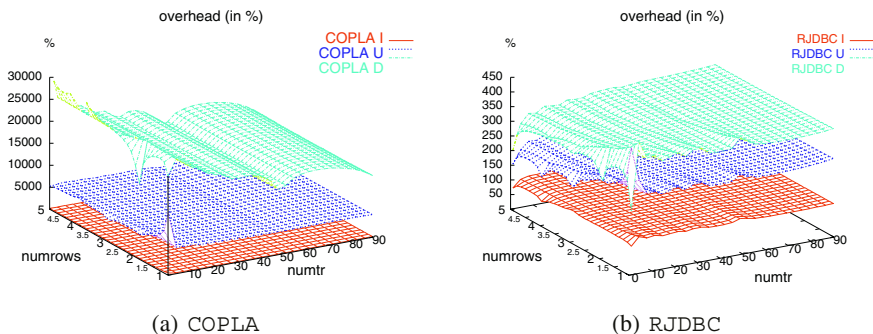 overhead (in %)
%
COPLA I
COPLA U
COPLA D
30000
25000
20000
15000
10000
5000
5
4.5
4
3.5
3
2.5
2
1.5
1
numrows
10 20 30 40 50 60 70 80 90
numtr
(a) COPLA
overhead (in %)
%
RJDBC I
RJDBC U
RJDBC D
450
400
350
300
250
200
150
100
50
5
4.5
4
3.5
3
2.5
2
1.5
1
numrows
0 10 20 30 40 50 60 70 80 90
numtr
(b) RJDBC